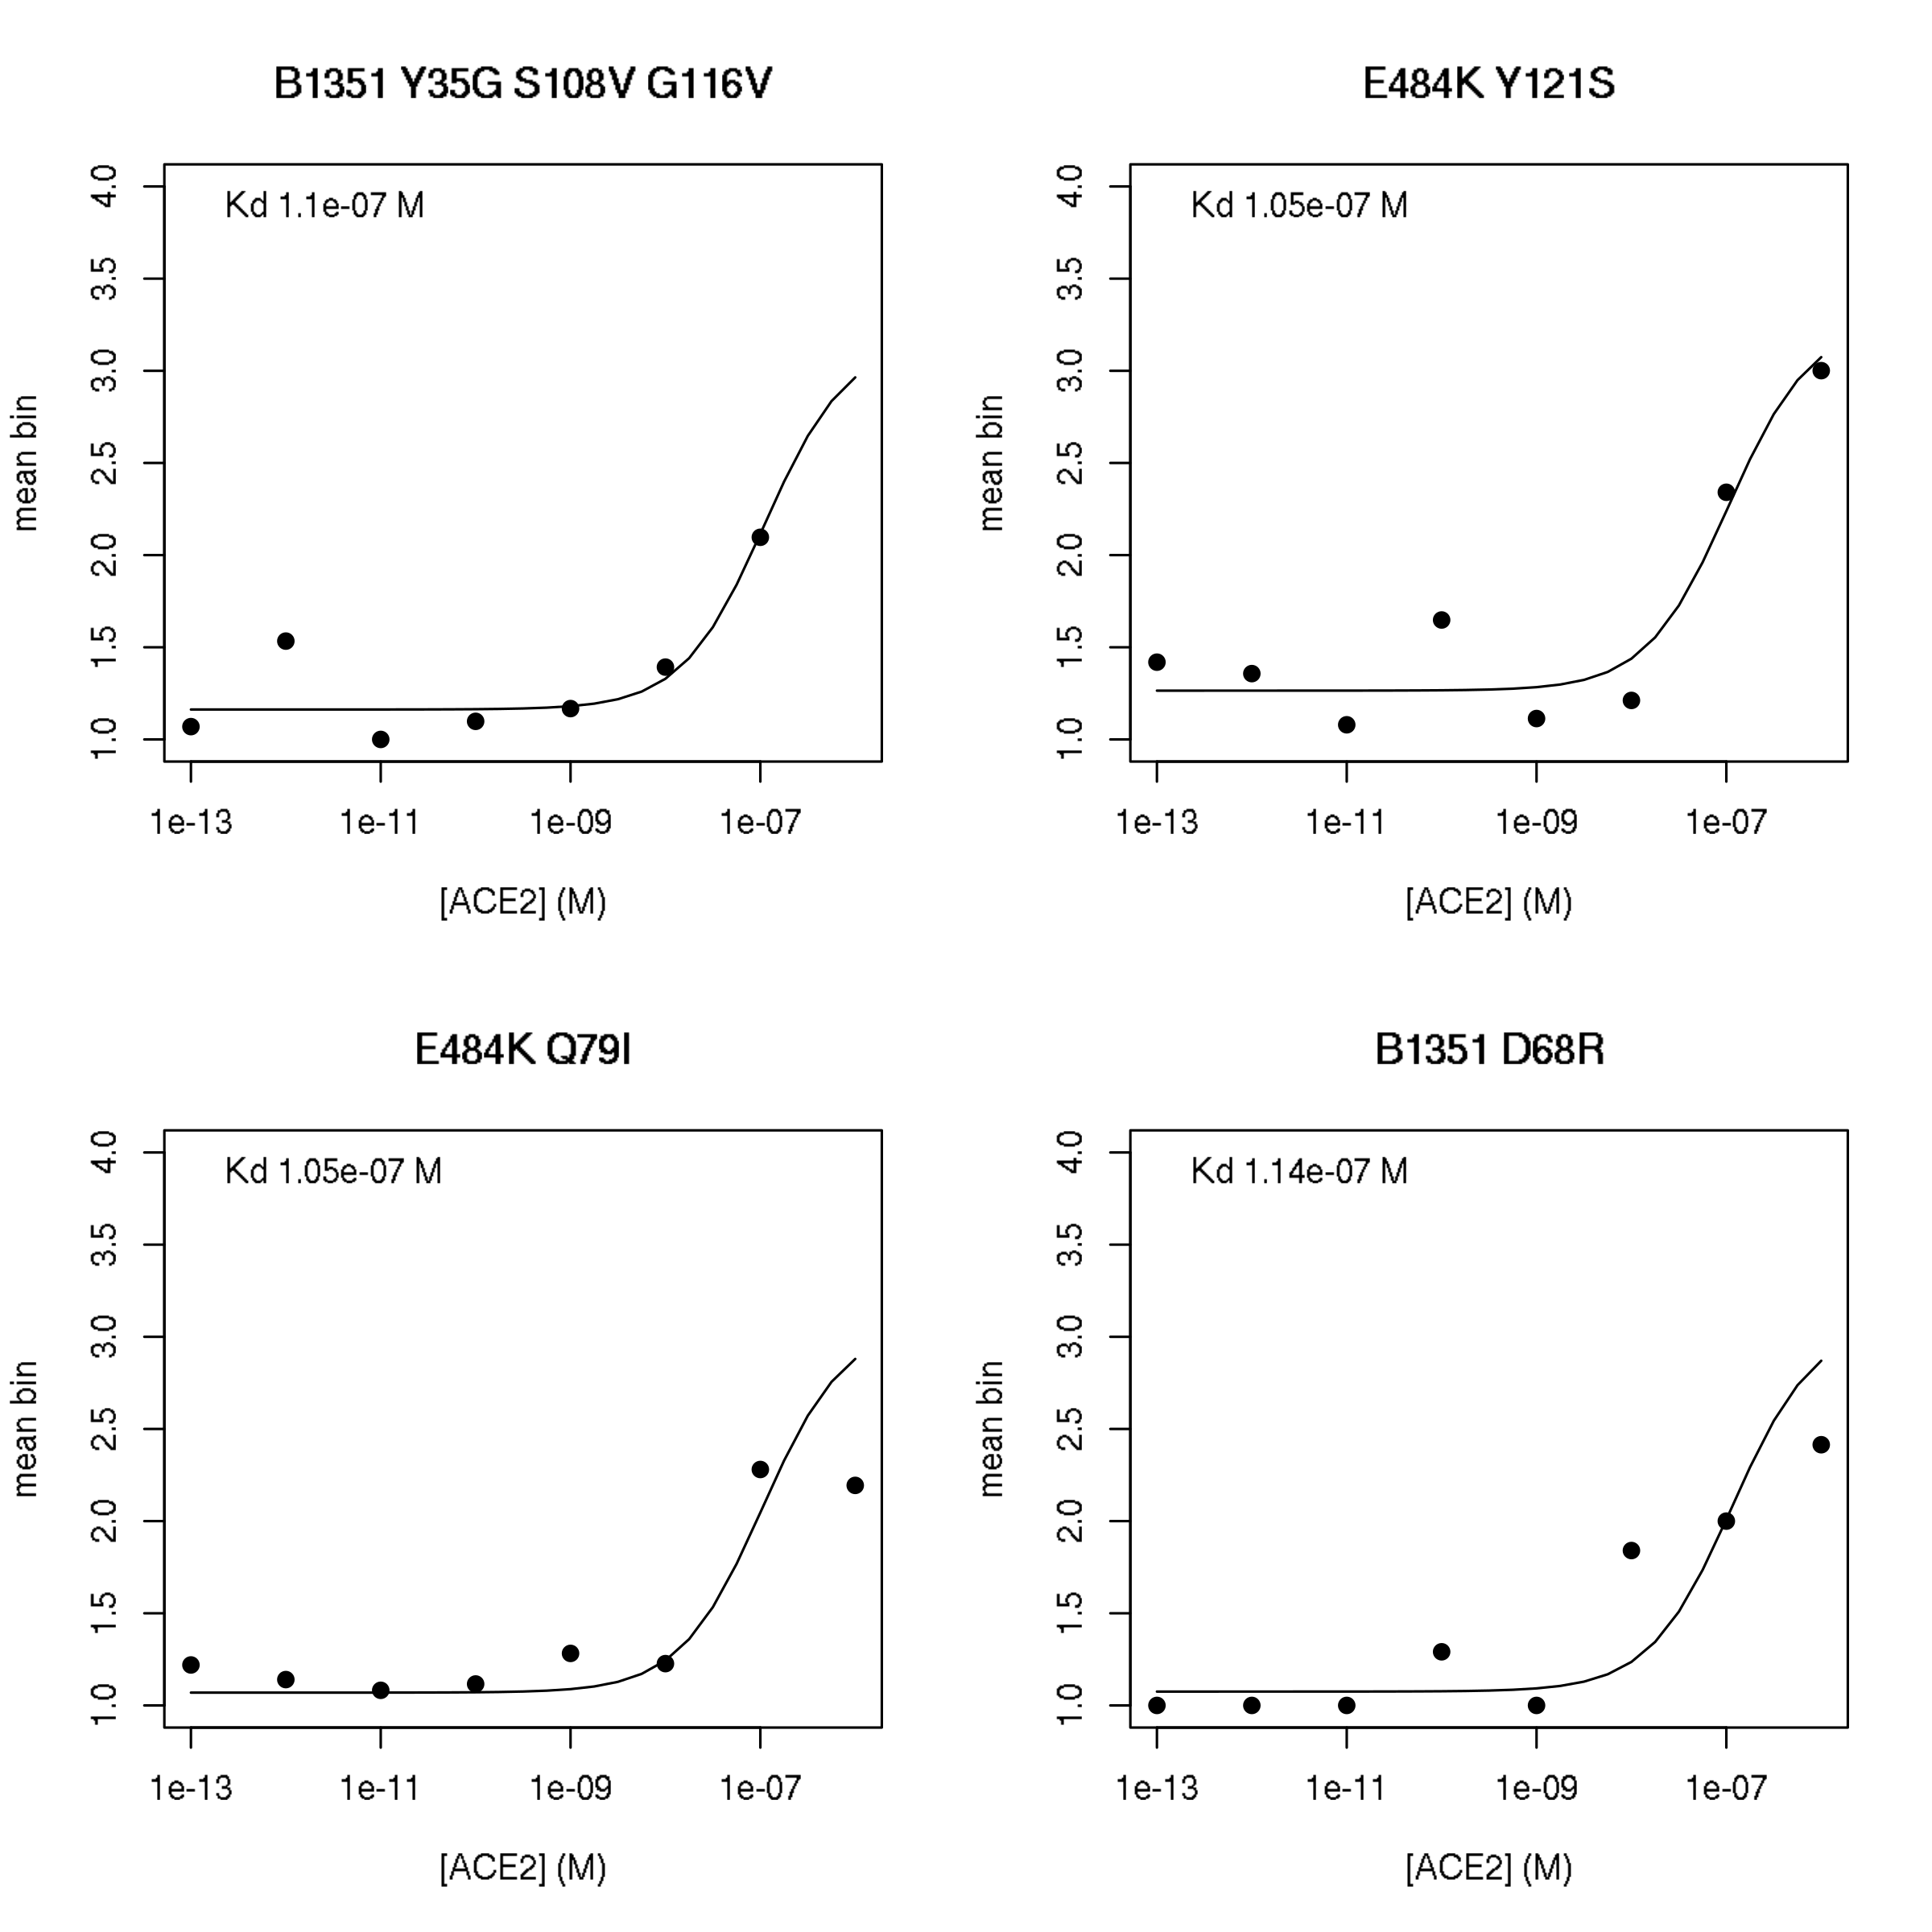 B1351 Y35G S108V G116V
Kd 1.1e-07 M
mean bin
4.0
3.5
3.0
2.5
2.0
1.5
1.0
1e-13 1e-11 1e-09 1e-07
[ACE2] (M)
E484K Y121S
Kd 1.05e-07 M
mean bin
4.0
3.5
3.0
2.5
2.0
1.5
1.0
1e-13 1e-11 1e-09 1e-07
[ACE2] (M)
E484K Q79I
Kd 1.05e-07 M
mean bin
4.0
3.5
3.0
2.5
2.0
1.5
1.0
1e-13 1e-11 1e-09 1e-07
[ACE2] (M)
B1351 D68R
Kd 1.14e-07 M
mean bin
4.0
3.5
3.0
2.5
2.0
1.5
1.0
1e-13 1e-11 1e-09 1e-07
[ACE2] (M)